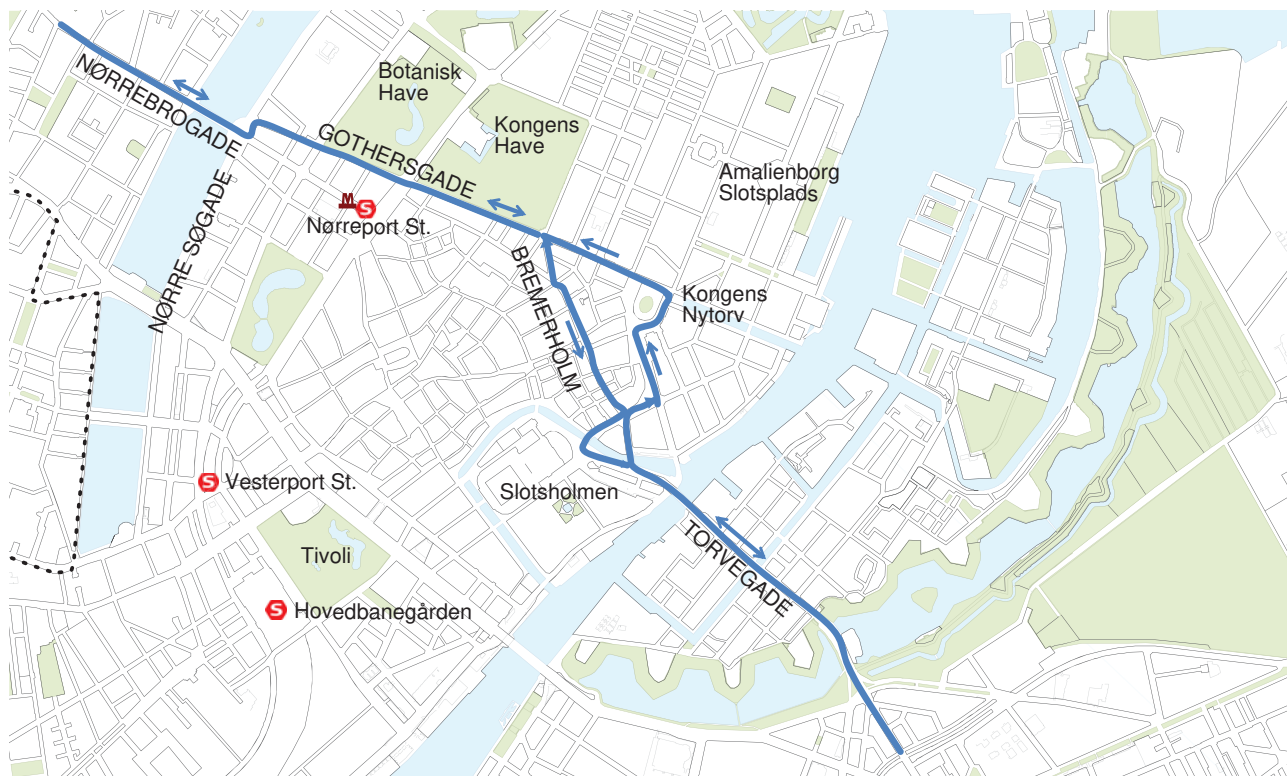 NØRREBROGADE
Botanisk
Have
Kongens
Have
GOTHERSGADE
Amalienborg
Slotsplads
M
S
Nørreport St.
NØRRE SØGADE
BREMERHOLM
Kongens
Nytorv
S
Vesterport St.
Slotsholmen
TORVEGADE
Tivoli
S
Hovedbanegården